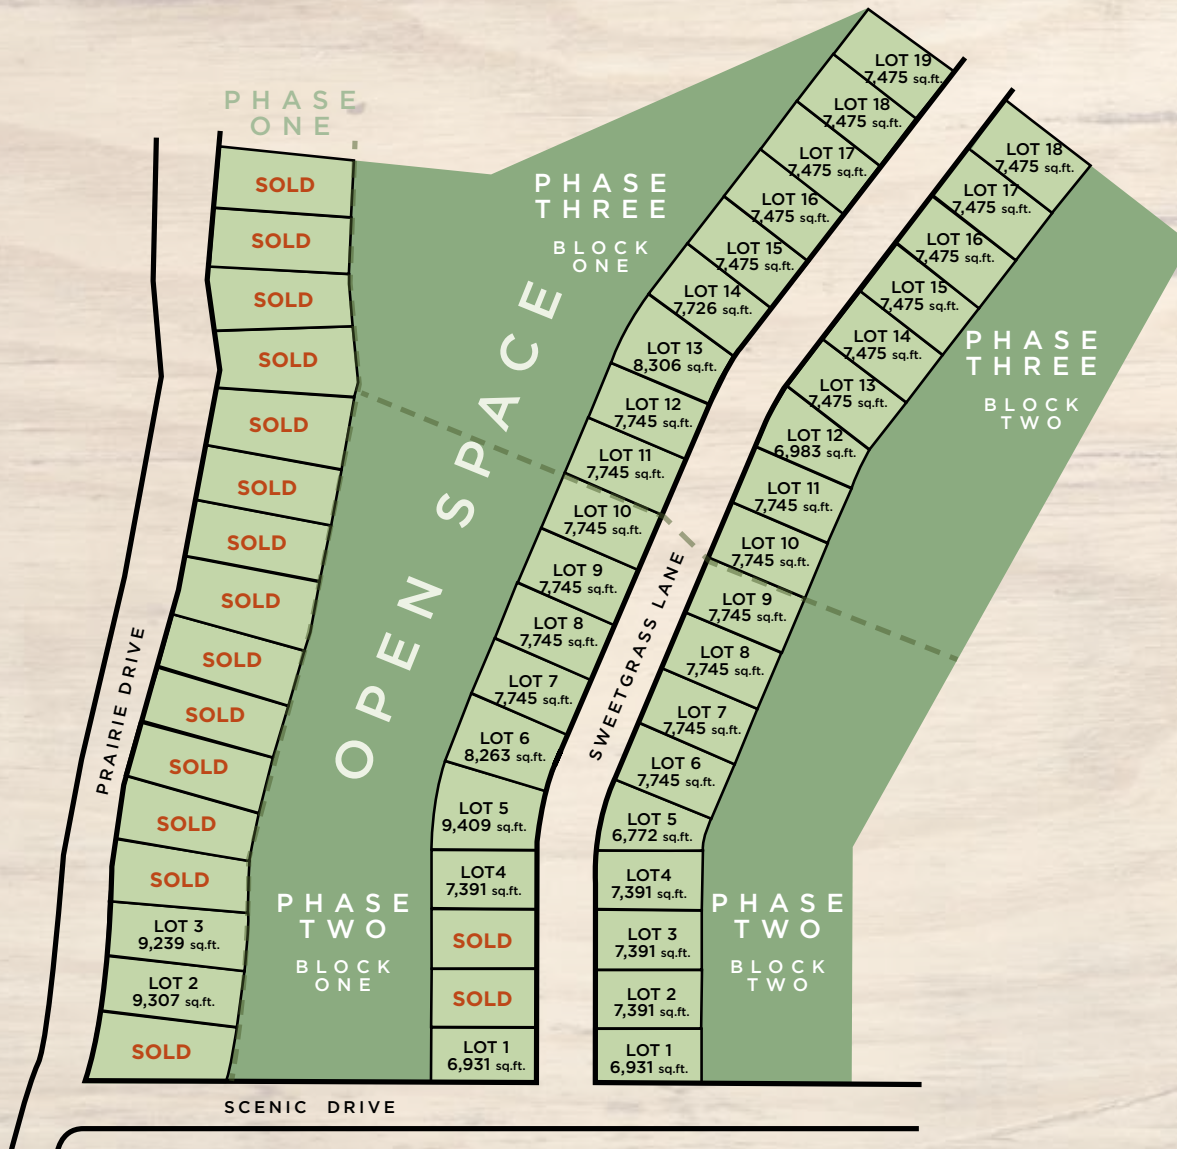 PHASE
ONE
SOLD
SOLD
SOLD
SOLD
SOLD
SOLD
SOLD
SOLD
SOLD
SOLD
SOLD
SOLD
SOLD
LOT 3
9,239 sq.ft.
LOT 2
9,307 sq.ft.
SOLD
PRAIRIE DRIVE
OPEN SPACE
PHASE
THREE
BLOCK
ONE
LOT 19
7,475 sq.ft.
LOT 18
7,475 sq.ft.
LOT 17
7,475 sq.ft.
LOT 16
7,475 sq.ft.
LOT 15
7,475 sq.ft.
LOT 14
7,726 sq.ft.
LOT 13
8,306 sq.ft.
LOT 12
7,745 sq.ft.
LOT 11
7,745 sq.ft.
LOT 10
7,745 sq.ft.
LOT 9
7,745 sq.ft.
LOT 8
7,745 sq.ft.
LOT 7
7,745 sq.ft.
LOT 6
8,263 sq.ft.
LOT 5
9,409 sq.ft.
LOT4
7,391 sq.ft.
SOLD
SOLD
LOT 1
6,931 sq.ft.
PHASE
TWO
BLOCK
ONE
SWEETGRASS LANE
LOT 18
7,475 sq.ft.
LOT 17
7,475 sq.ft.
LOT 16
7,475 sq.ft.
LOT 15
7,475 sq.ft.
LOT 14
7,475 sq.ft.
LOT 13
7,475 sq.ft.
LOT 12
6,983 sq.ft.
LOT 11
7,745 sq.ft.
LOT 10
7,745 sq.ft.
LOT 9
7,745 sq.ft.
LOT 8
7,745 sq.ft.
LOT 7
7,745 sq.ft.
LOT 6
7,745 sq.ft.
LOT 5
6,772 sq.ft.
LOT4
7,391 sq.ft.
LOT 3
7,391 sq.ft.
LOT 2
7,391 sq.ft.
LOT 1
6,931 sq.ft.
PHASE
THREE
BLOCK
TWO
PHASE
TWO
BLOCK
TWO
SCENIC DRIVE